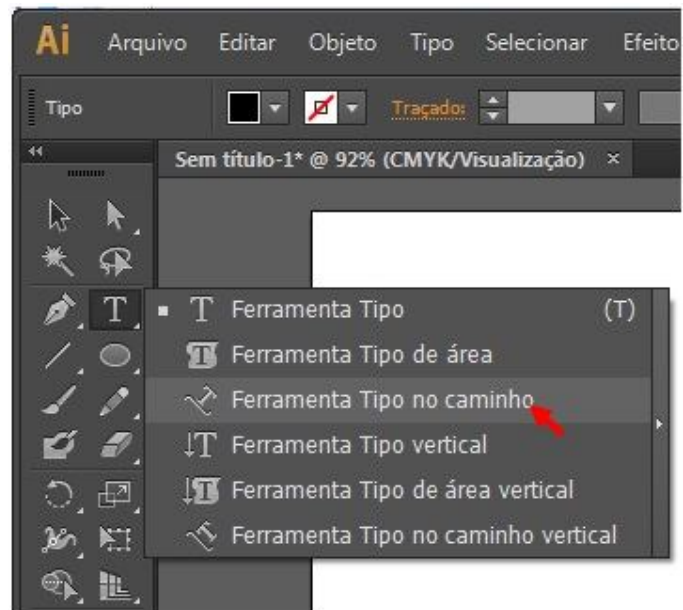 Ai Arquivo Editar Objeto Tipo Selecionar Efeito
Tipo Traçado:
Sem título-1* @ 92% (CMYK/Visualização) ×
T Ferramenta Tipo (T)
Ferramenta Tipo de área
Ferramenta Tipo no caminho
Ferramenta Tipo vertical
Ferramenta Tipo de área vertical
Ferramenta Tipo no caminho vertical